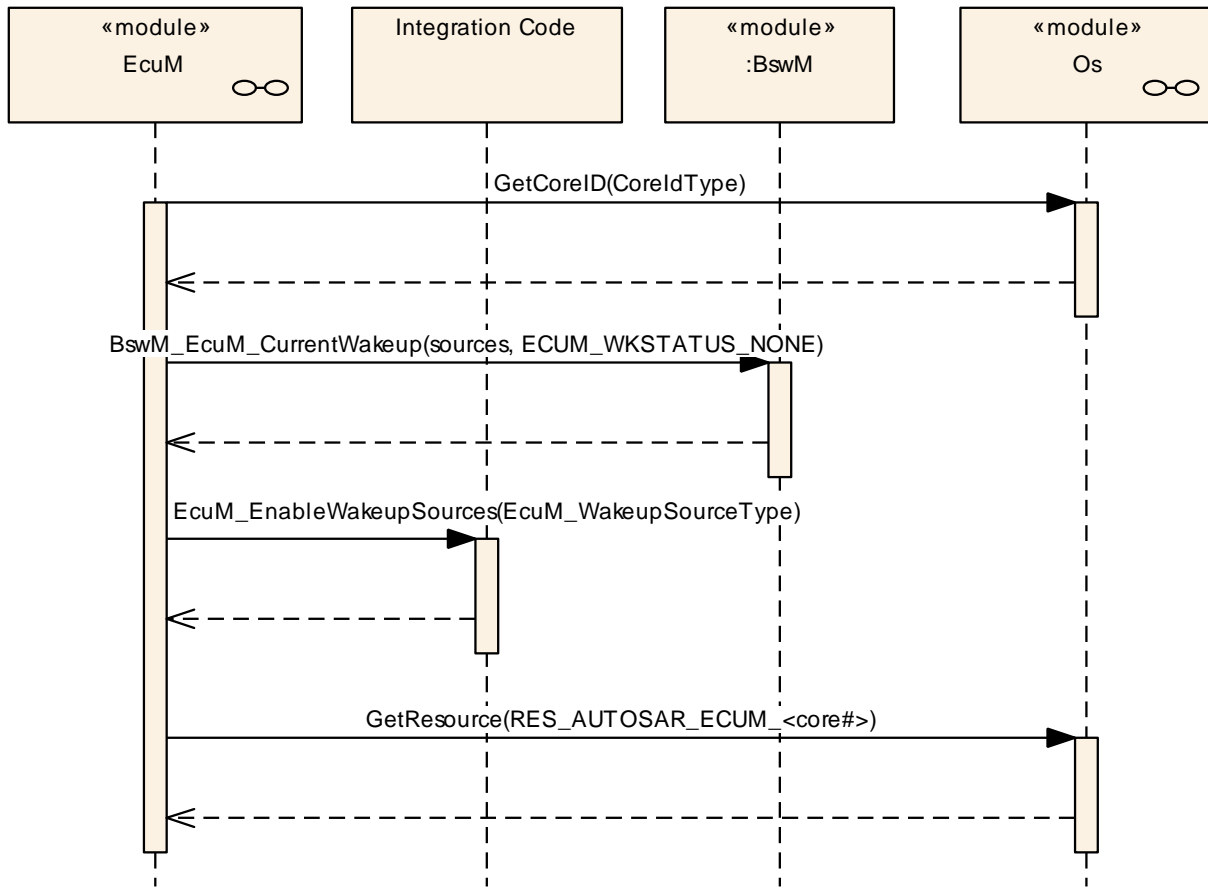 «module»
EcuM
Integration Code
«module»
:BswM
«module»
Os
GetCoreID(CoreIdType)
BswM_EcuM_CurrentWakeup(sources, ECUM_WKSTATUS_NONE)
EcuM_EnableWakeupSources(EcuM_WakeupSourceType)
GetResource(RES_AUTOSAR_ECUM_<core#>)